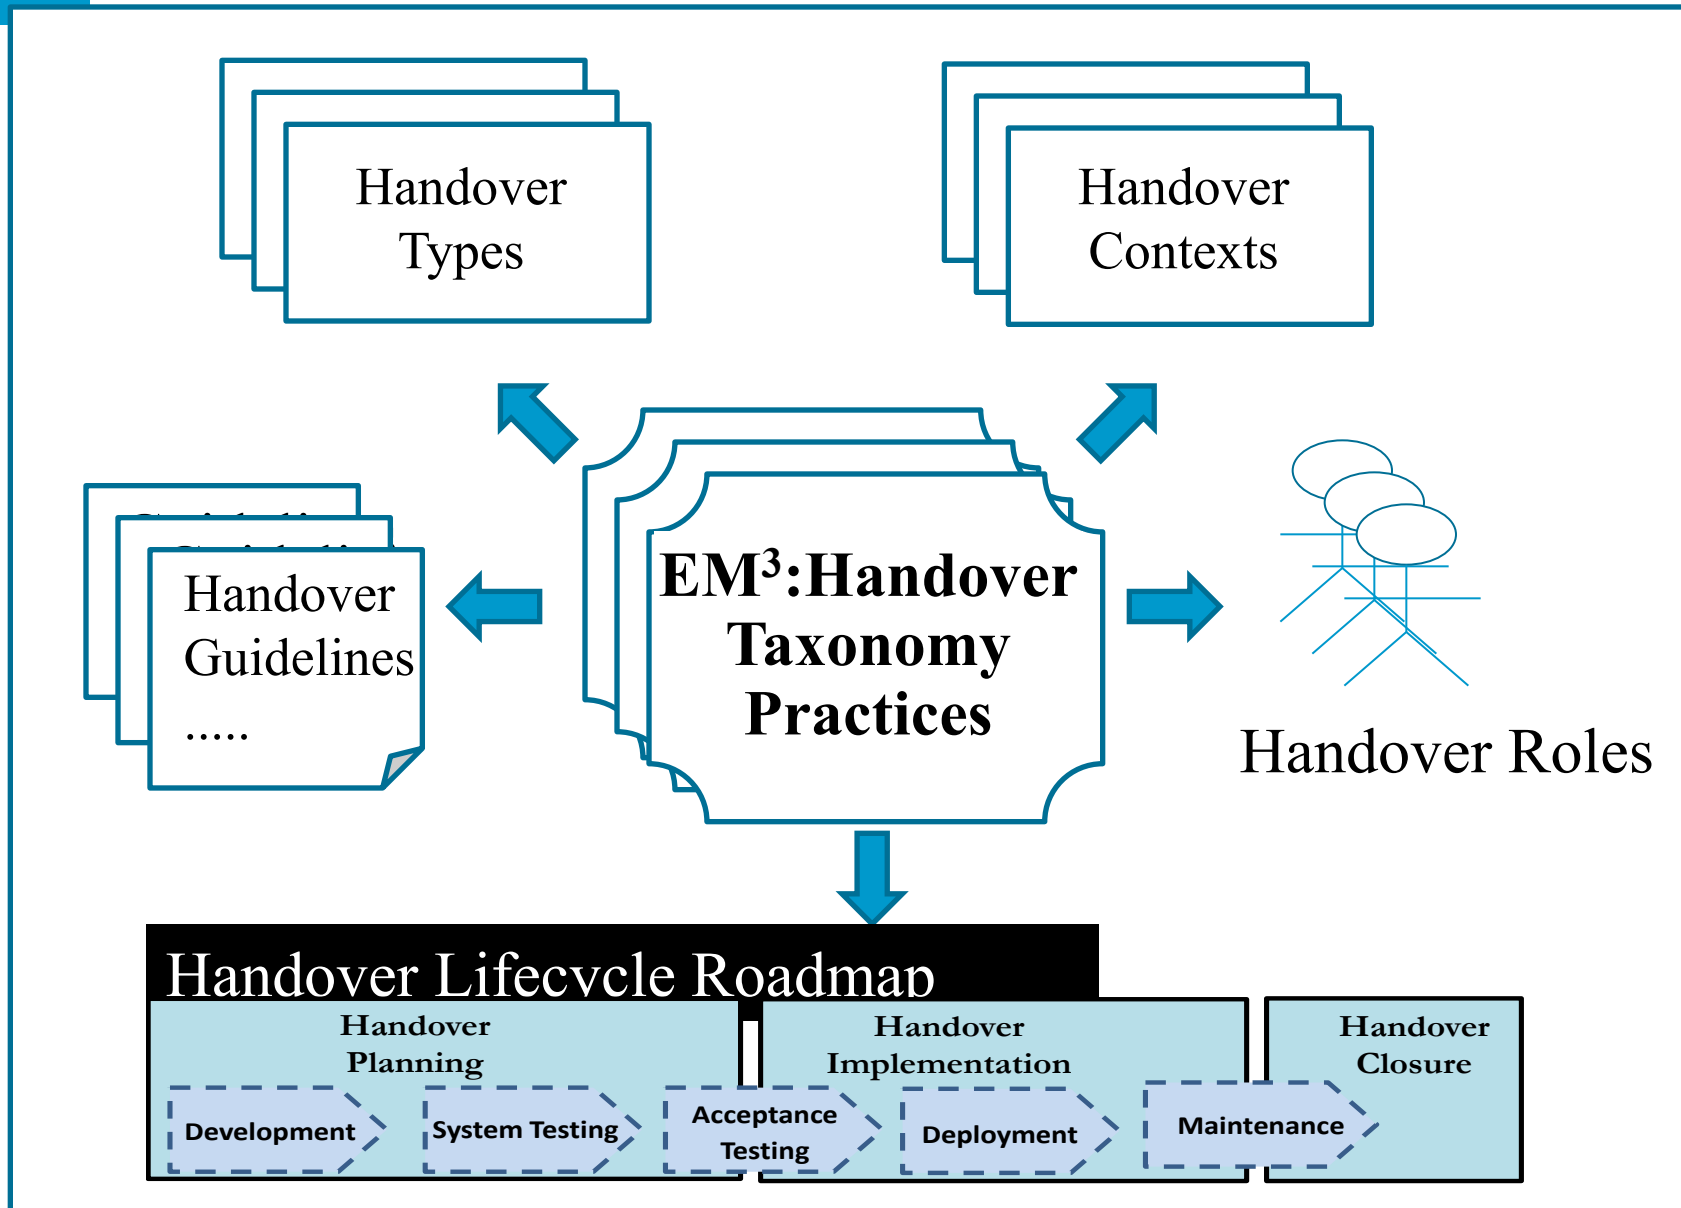 Handover
Types
Handover
Contexts
EM³:Handover
Taxonomy
Practices
Handover
Guidelines
.....
Handover Roles
Handover Lifecycle Roadmap
Handover
Planning
Handover
Implementation
Handover
Closure
Development
System Testing
Acceptance
Testing
Deployment
Maintenance